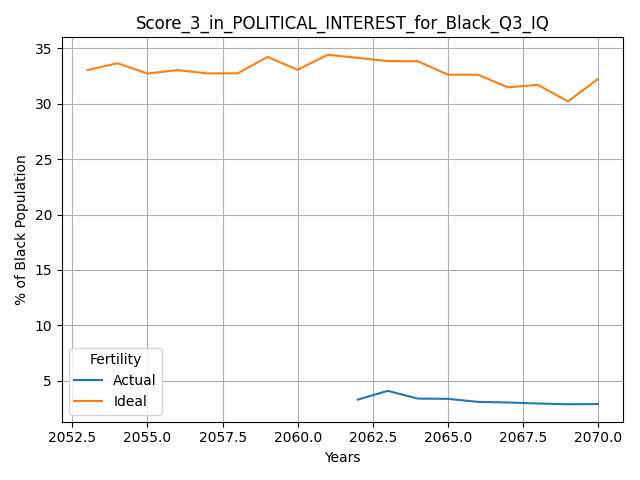 Score_3_in_POLITICAL_INTEREST_for_Black_Q3_IQ
35
30
25
20
15
10
5
% of Black Population
Fertility
Actual
Ideal
2052.5 2055.0 2057.5 2060.0 2062.5 2065.0 2067.5 2070.0
Years